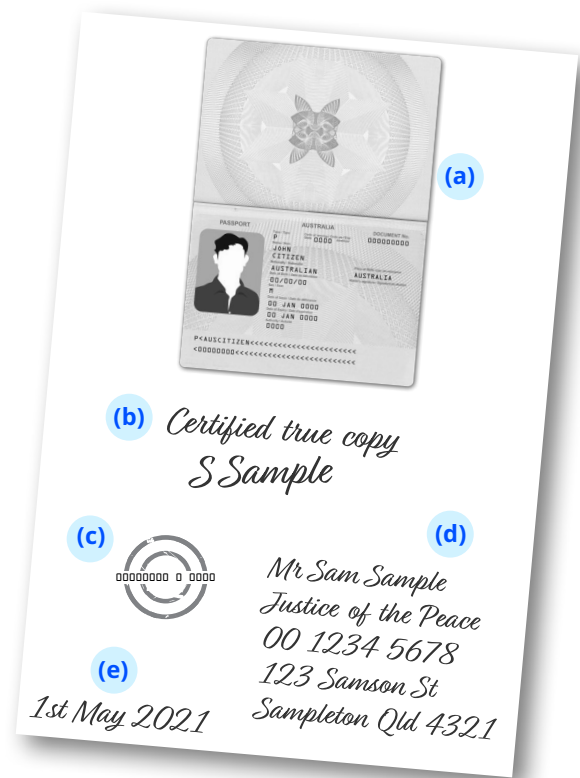 (a)
PASSPORT
AUSTRALIA
DOCUMENT No.
P
0000
000000000
JOHN
CITIZEN
AUSTRALIAN
AUSTRALIA
00/00/00
M
00 JAN 0000
00 JAN 0000
0000
P<AUSCITIZEN<<<<<<<<<<<<<<<<<<<<<<
<00000000<<<<<<<<<<<<<<<<<<<<<<<<<
(b)
Certified true copy
S Sample
(c)
(d)
Mr Sam Sample
Justice of the Peace
00 1234 5678
123 Samson St
Sampleton Qld 4321
(e)
1st May 2021